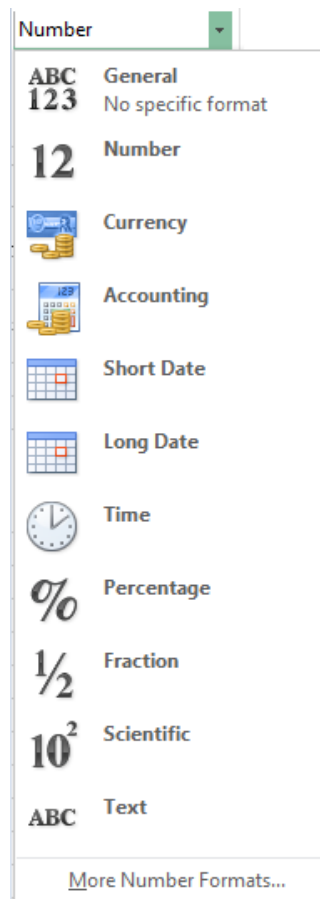 Number
ABC
123
General
No specific format
12
Number
Currency
123
Accounting
Short Date
Long Date
Time
%
Percentage
1/2
Fraction
10²
Scientific
ABC
Text
More Number Formats...